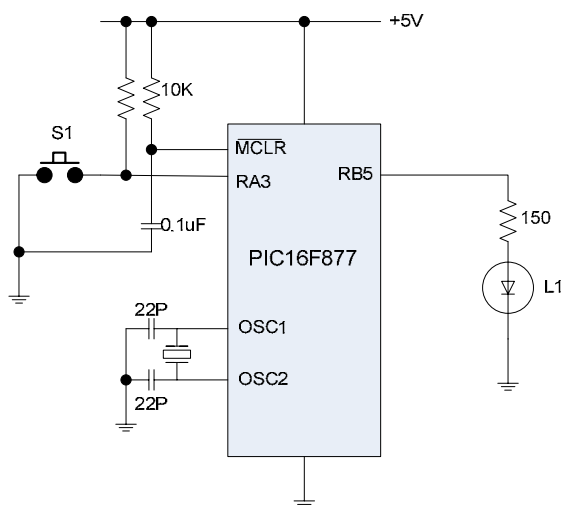 +5V
10K
S1
MCLR
RA3
RB5
0.1uF
150
PIC16F877
L1
22P
OSC1
OSC2
22P